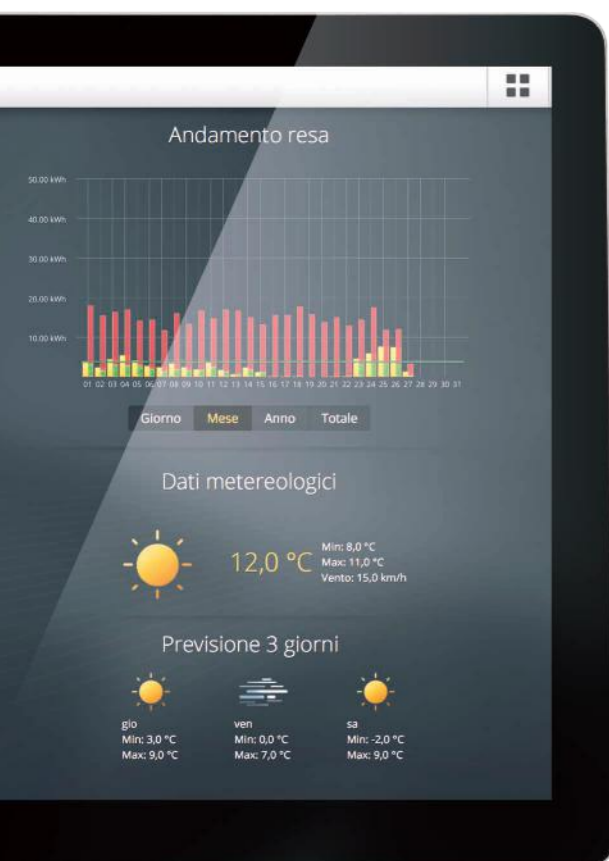 Andamento resa
50.00 kWh
40.00 kWh
30.00 kWh
20.00 kWh
10.00 kWh
01 02 03 04 05 06 07 08 09 10 11 12 13 14 15 16 17 18 19 20 21 22 23 24 25 26 27 28 29 30 31
Giorno Mese Anno Totale
Dati metereologici
12,0 °C
Min: 8,0 °C
Max: 11,0 °C
Vento: 15,0 km/h
Previsione 3 giorni
gio ven sa
Min: 3,0 °C Min: 0,0 °C Min: -2,0 °C
Max: 9,0 °C Max: 7,0 °C Max: 9,0 °C